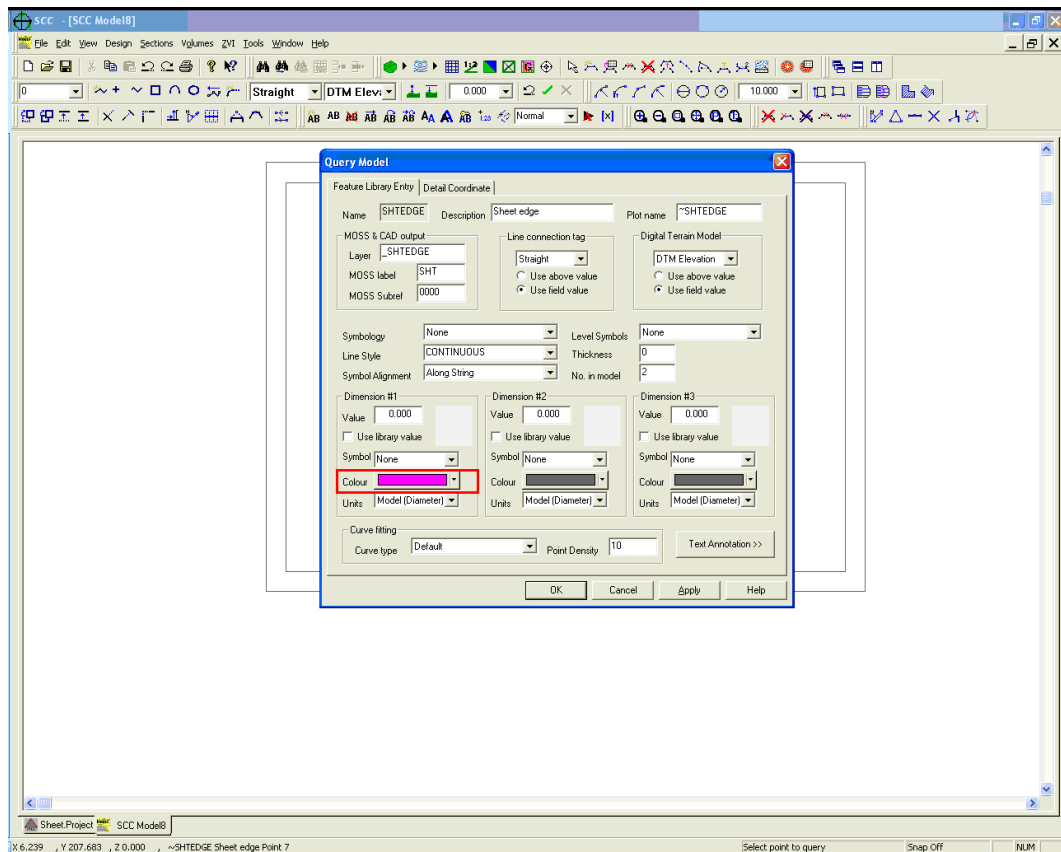 SCC - [SCC Model8]
File Edit View Design Sections Volumes ZVI Tools Window Help
0 Straight DTM Elev: 0.000 10.000
Normal
Query Model
Feature Library Entry Detail Coordinate
Name SHTEDGE Description Sheet edge Plot name ~SHTEDGE
MOSS & CAD output Line connection tag Digital Terrain Model
Layer _SHTEDGE Straight DTM Elevation
MOSS label SHT Use above value Use above value
MOSS Subref 0000 Use field value Use field value
Symbology None Level Symbols None
Line Style CONTINUOUS Thickness 0
Symbol Alignment Along String No. in model 2
Dimension #1 Dimension #2 Dimension #3
Value 0.000 Value 0.000 Value 0.000
Use library value Use library value Use library value
Symbol None Symbol None Symbol None
Colour Colour Colour
Units Model (Diameter) Units Model (Diameter) Units Model (Diameter)
Curve fitting
Curve type Default Point Density 10 Text Annotation >>
OK Cancel Apply Help
Sheet.Project SCC Model8
X 6.239 , Y 207.683 , Z 0.000 , ~SHTEDGE Sheet edge Point 7 Select point to query Snap Off NUM